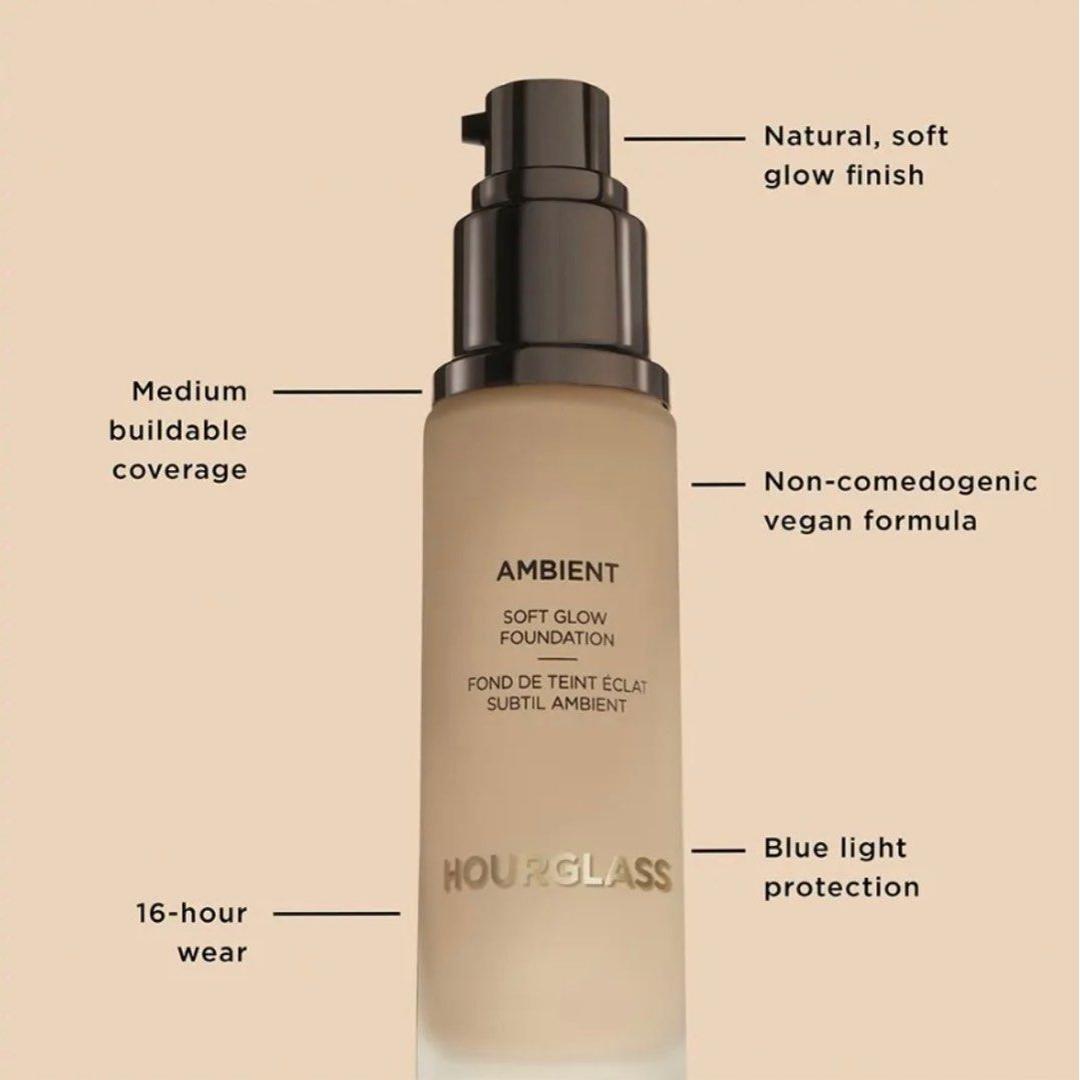 Natural, soft
glow finish
Medium
buildable
coverage
Non-comedogenic
vegan formula
AMBIENT
SOFT GLOW
FOUNDATION
FOND DE TEINT ÉCLAT
SUBTIL AMBIENT
Blue light
protection
HOURGLASS
16-hour
wear